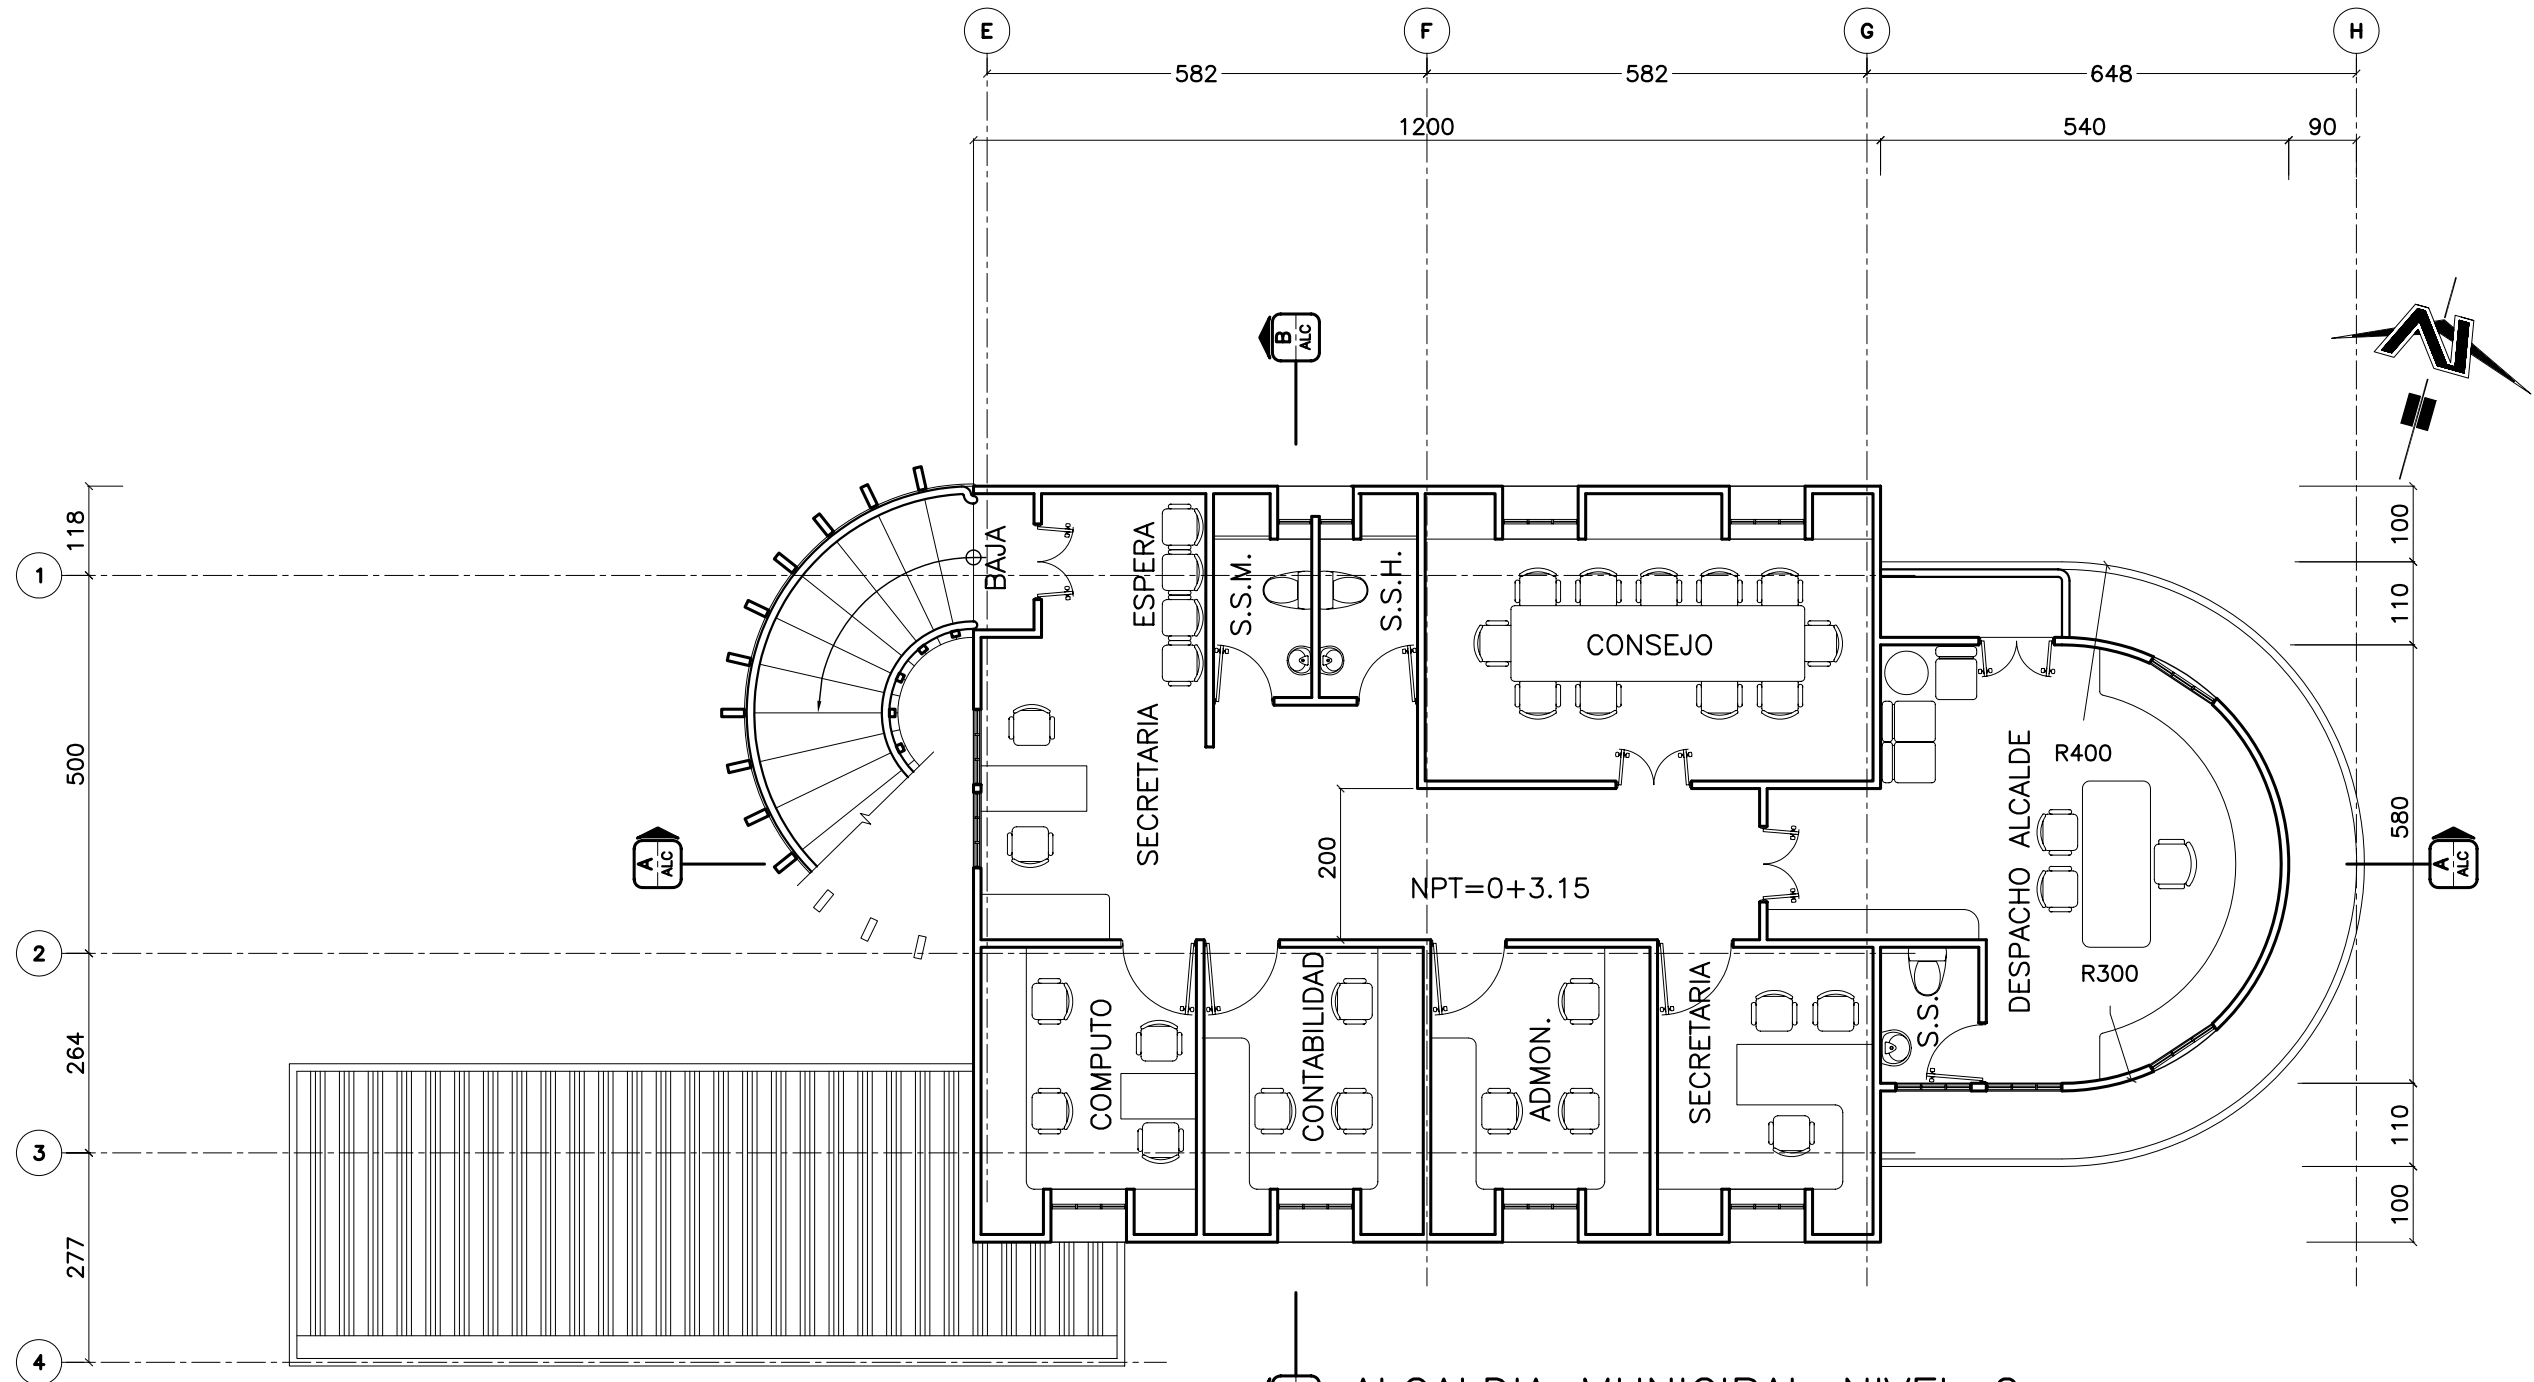 E
F
G
H
582
582
648
1200
540
90
B
ALC
118
100
1
BAJA
ESPERA
S.S.M.
S.S.H.
110
CONSEJO
SECRETARIA
500
R400
580
DESPACHO ALCALDE
200
A
ALC
NPT=0+3.15
A
ALC
2
R300
COMPUTO
CONTABILIDAD
ADMON.
SECRETARIA
S.S.
264
110
3
100
277
4